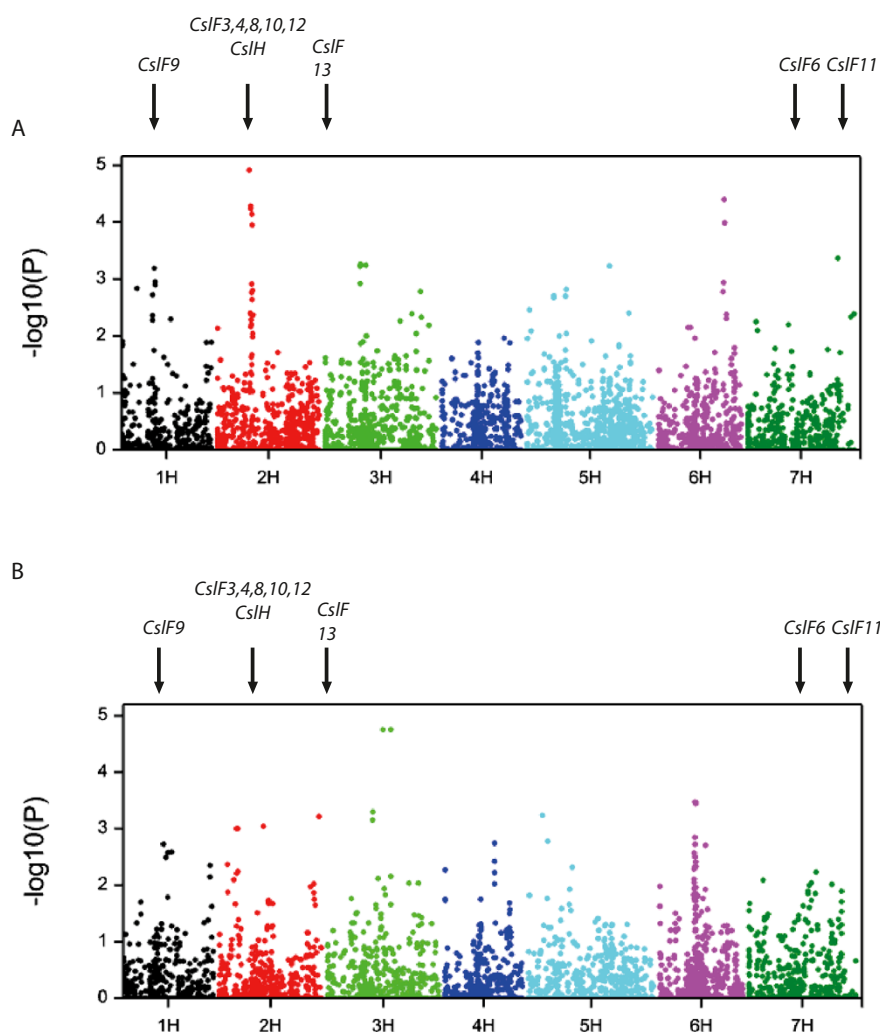 CslF3,4,8,10,12
CslH
CslF
13
CslF9
CslF6 CslF11
A
5
4
3
2
1
0
-log10(P)
1H 2H 3H 4H 5H 6H 7H
B
CslF3,4,8,10,12
CslH
CslF
13
CslF9
CslF6 CslF11
5
4
3
2
1
0
-log10(P)
1H 2H 3H 4H 5H 6H 7H